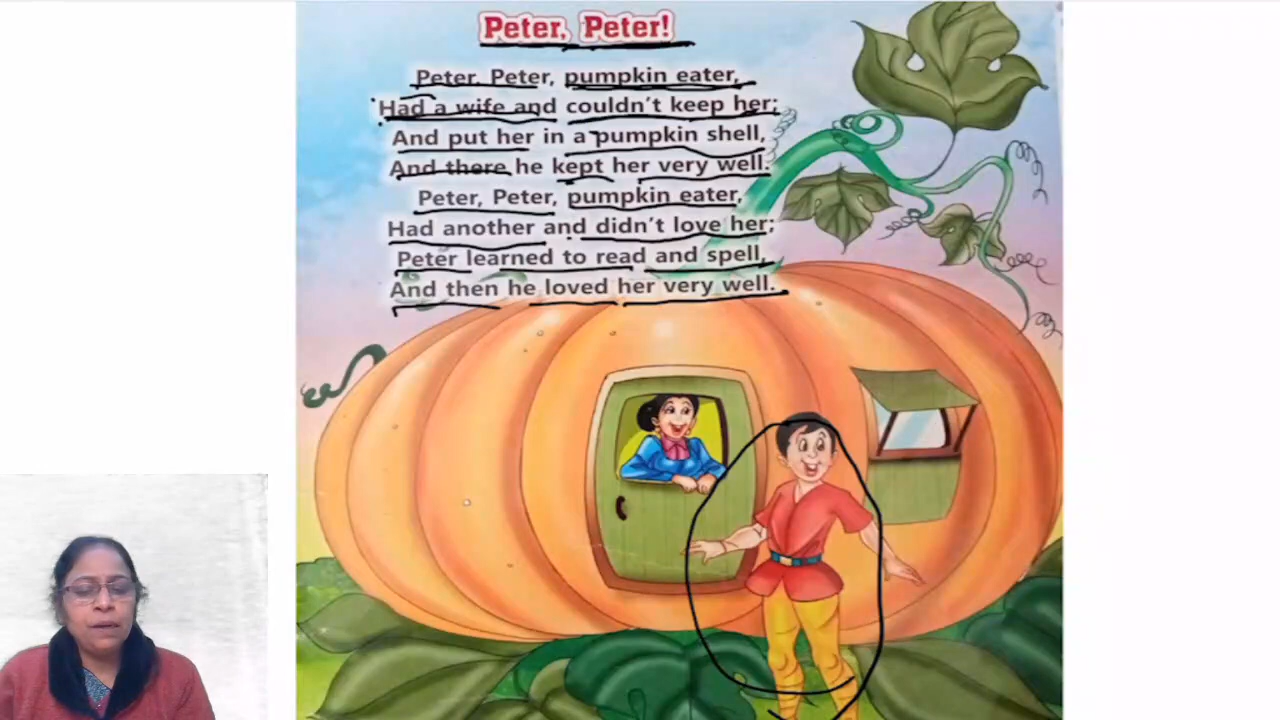 Peter, Peter!
Peter. Peter, pumpkin eater,
Had a wife and couldn't keep her;
And put her in a pumpkin shell,
And there he kept her very well.
Peter, Peter, pumpkin eater,
Had another and didn't love her;
Peter learned to read and spell,
And then he loved her very well.